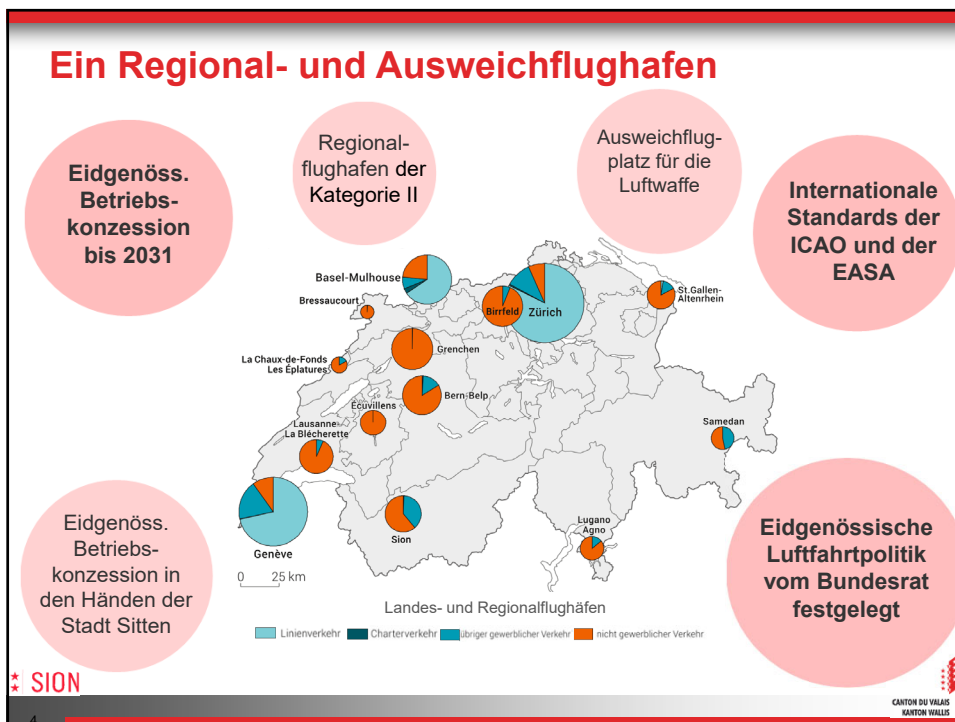 Ein Regional- und Ausweichflughafen
Eidgenöss.
Betriebs-
konzession
bis 2031
Regional-
flughafen der
Kategorie II
Ausweichflug-
platz für die
Luftwaffe
Internationale
Standards der
ICAO und der
EASA
Basel-Mulhouse
Bressaucourt
Birrfeld
Zürich
St.Gallen-
Altenrhein
Grenchen
La Chaux-de-Fonds
Les Éplatures
Bern-Belp
Écuvillens
Lausanne-
La Blécherette
Samedan
Genève
Sion
Lugano
Agno
0 25 km
Eidgenöss.
Betriebs-
konzession in
den Händen der
Stadt Sitten
Eidgenössische
Luftfahrtpolitik
vom Bundesrat
festgelegt
Landes- und Regionalflughäfen
Linienverkehr Charterverkehr übriger gewerblicher Verkehr nicht gewerblicher Verkehr
SION
CANTON DU VALAIS
KANTON WALLIS
4